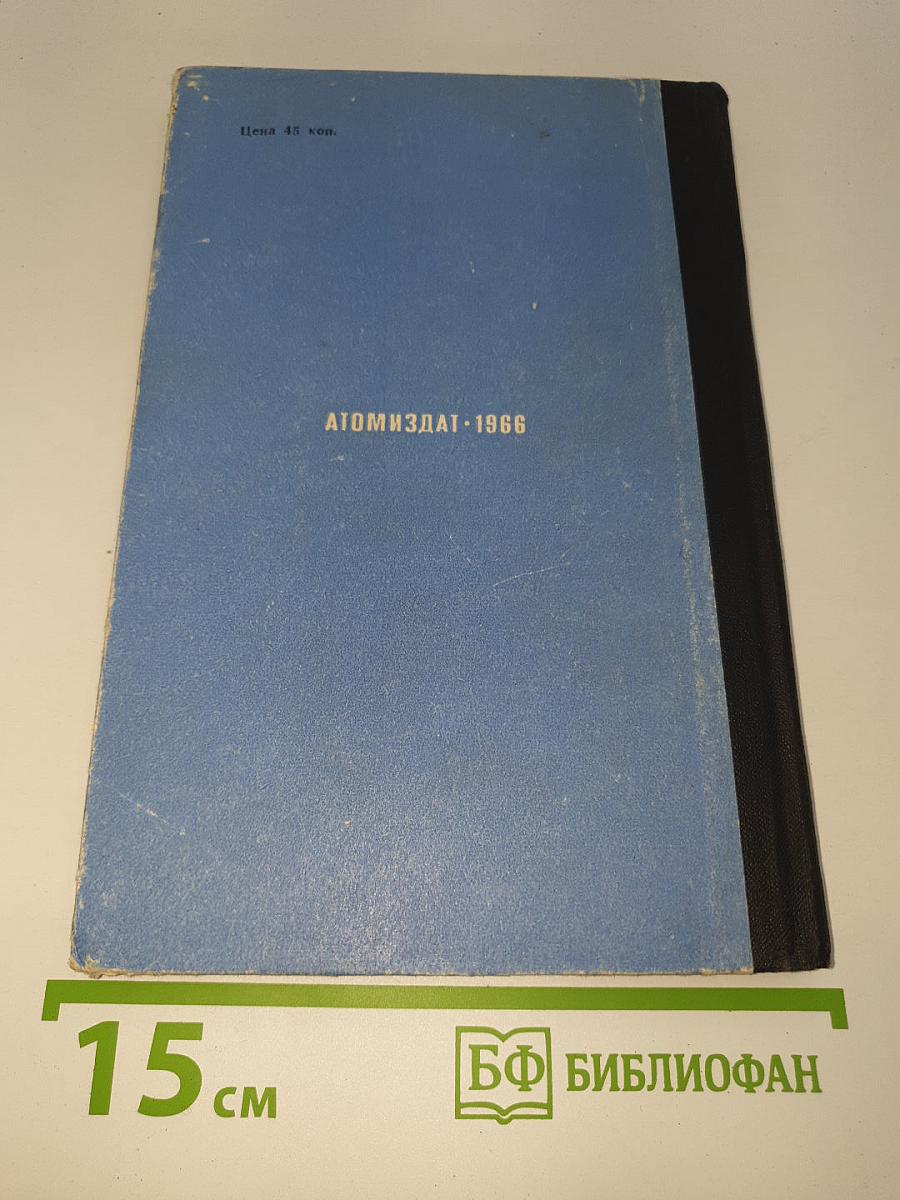 Цена 45 коп.
АТОМИЗДАТ · 1966
15 см
БФ БИБЛИОФАН